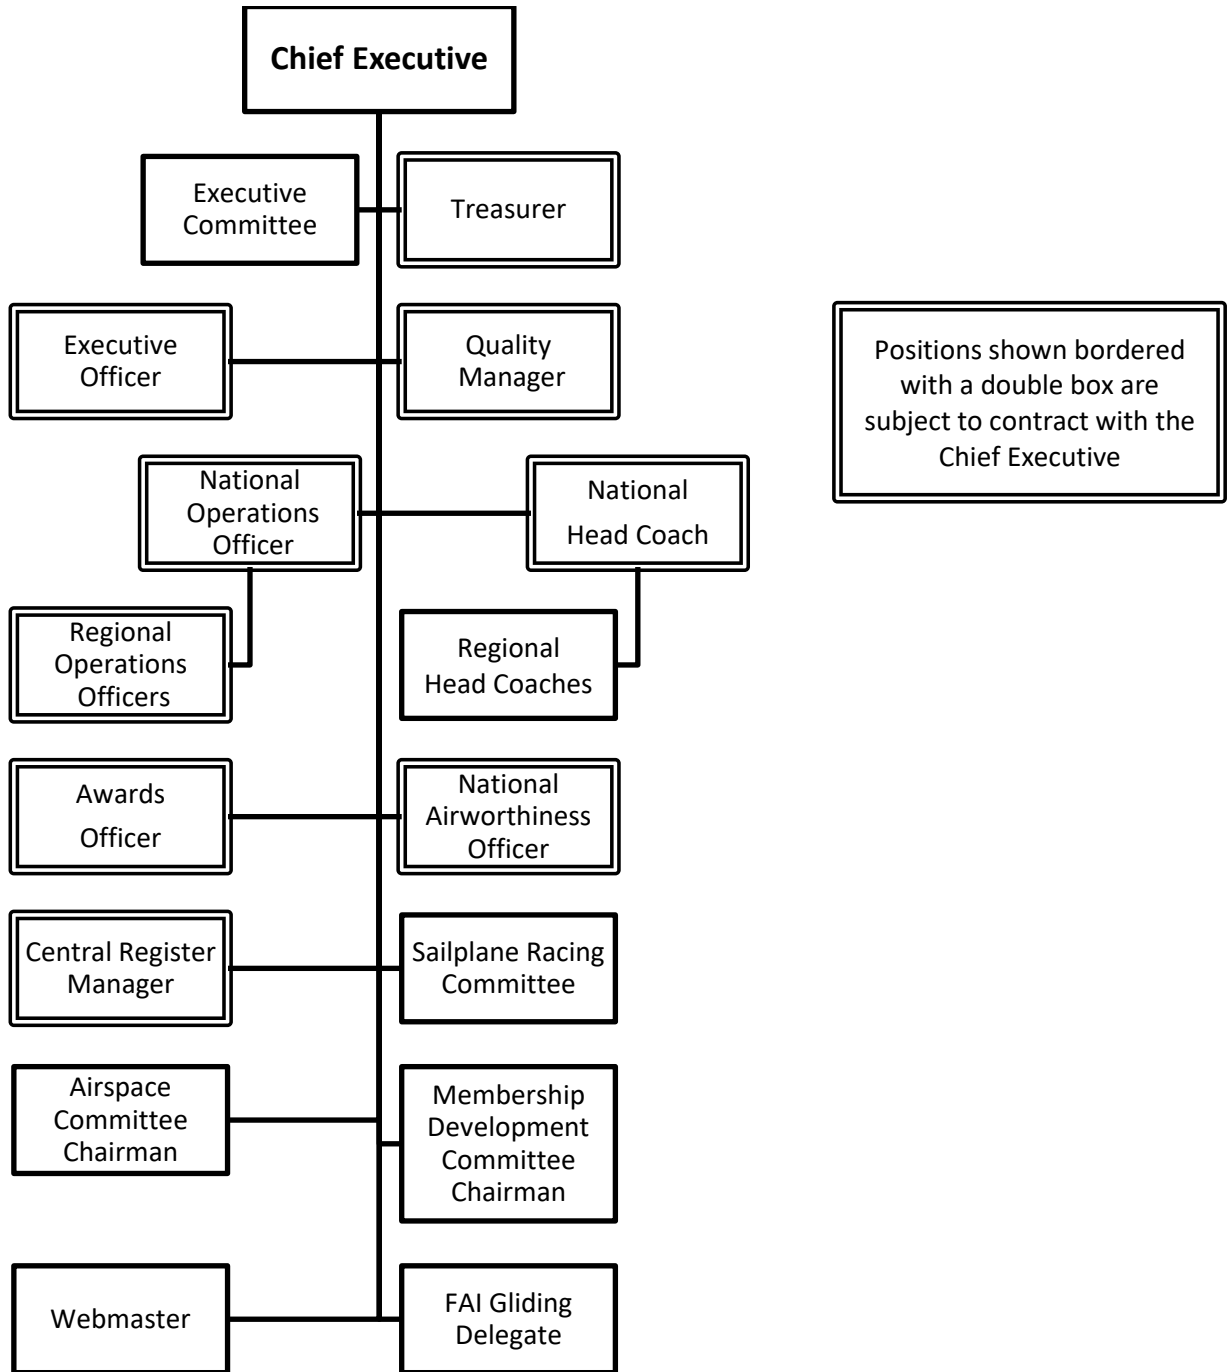 Chief Executive
Executive
Committee
Treasurer
Executive
Officer
Quality
Manager
Positions shown bordered
with a double box are
subject to contract with the
Chief Executive
National
Operations
Officer
National
Head Coach
Regional
Operations
Officers
Regional
Head Coaches
Awards
Officer
National
Airworthiness
Officer
Central Register
Manager
Sailplane Racing
Committee
Airspace
Committee
Chairman
Membership
Development
Committee
Chairman
Webmaster
FAI Gliding
Delegate